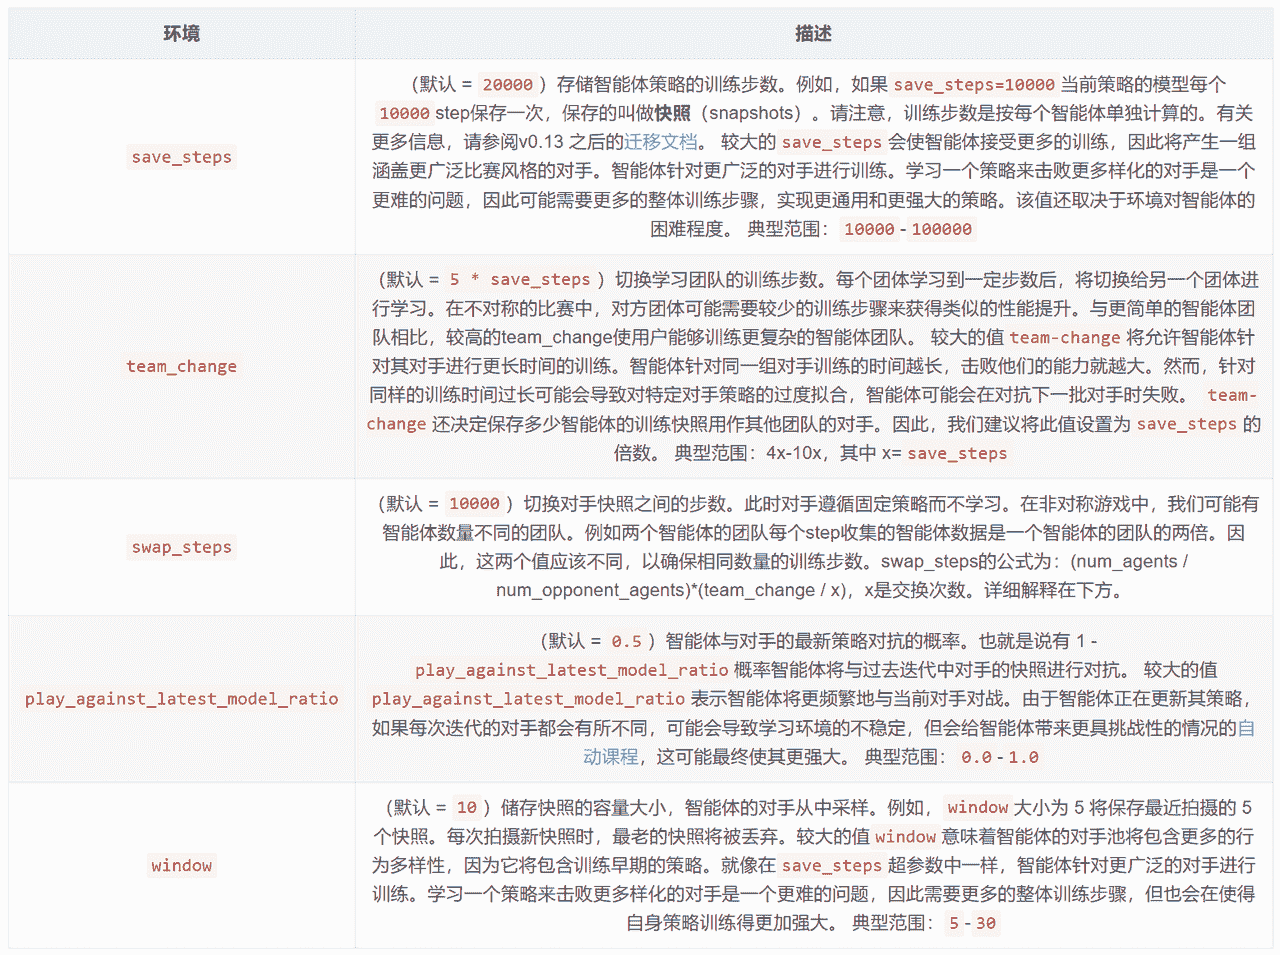 环境
描述
save_steps
（默认 = 20000 ）存储智能体策略的训练步数。例如，如果 save_steps=10000 当前策略的模型每个
10000 step保存一次，保存的叫做快照（snapshots）。请注意，训练步数是按每个智能体单独计算的。有关
更多信息，请参阅v0.13 之后的迁移文档。 较大的 save_steps 会使智能体接受更多的训练，因此将产生一组
涵盖更广泛比赛风格的对手。智能体针对更广泛的对手进行训练。学习一个策略来击败更多样化的对手是一个
更难的问题，因此可能需要更多的整体训练步骤，实现更通用和更强大的策略。该值还取决于环境对智能体的
困难程度。 典型范围： 10000 - 100000
team_change
（默认 = 5 * save_steps ）切换学习团队的训练步数。每个团体学习到一定步数后，将切换给另一个团体进
行学习。在不对称的比赛中，对方团体可能需要较少的训练步骤来获得类似的性能提升。与更简单的智能体团
队相比，较高的team_change使用户能够训练更复杂的智能体团队。 较大的值 team-change 将允许智能体针
对其对手进行更长时间的训练。智能体针对同一组对手训练的时间越长，击败他们的能力就越大。然而，针对
同样的训练时间过长可能会导致对特定对手策略的过度拟合，智能体可能会在对抗下一批对手时失败。 team-
change 还决定保存多少智能体的训练快照用作其他团队的对手。因此，我们建议将此值设置为 save_steps 的
倍数。 典型范围：4x-10x，其中 x= save_steps
swap_steps
（默认 = 10000 ）切换对手快照之间的步数。此时对手遵循固定策略而不学习。在非对称游戏中，我们可能有
智能体数量不同的团队。例如两个智能体的团队每个step收集的智能体数据是一个智能体的团队的两倍。因
此，这两个值应该不同，以确保相同数量的训练步数。swap_steps的公式为：(num_agents /
num_opponent_agents)*(team_change / x)，x是交换次数。详细解释在下方。
play_against_latest_model_ratio
（默认 = 0.5 ）智能体与对手的最新策略对抗的概率。也就是说有 1 -
play_against_latest_model_ratio 概率智能体将与过去迭代中对手的快照进行对抗。 较大的值
play_against_latest_model_ratio 表示智能体将更频繁地与当前对手对战。由于智能体正在更新其策略，
如果每次迭代的对手都会有所不同，可能会导致学习环境的不稳定，但会给智能体带来更具挑战性的情况的自
动课程，这可能最终使其更强大。 典型范围： 0.0 - 1.0
window
（默认 = 10 ）储存快照的容量大小，智能体的对手从中采样。例如， window 大小为 5 将保存最近拍摄的 5
个快照。每次拍摄新快照时，最老的快照将被丢弃。较大的值 window 意味着智能体的对手池将包含更多的行
为多样性，因为它将包含训练早期的策略。就像在 save_steps 超参数中一样，智能体针对更广泛的对手进行
训练。学习一个策略来击败更多样化的对手是一个更难的问题，因此需要更多的整体训练步骤，但也会在使得
自身策略训练得更加强大。 典型范围： 5 - 30